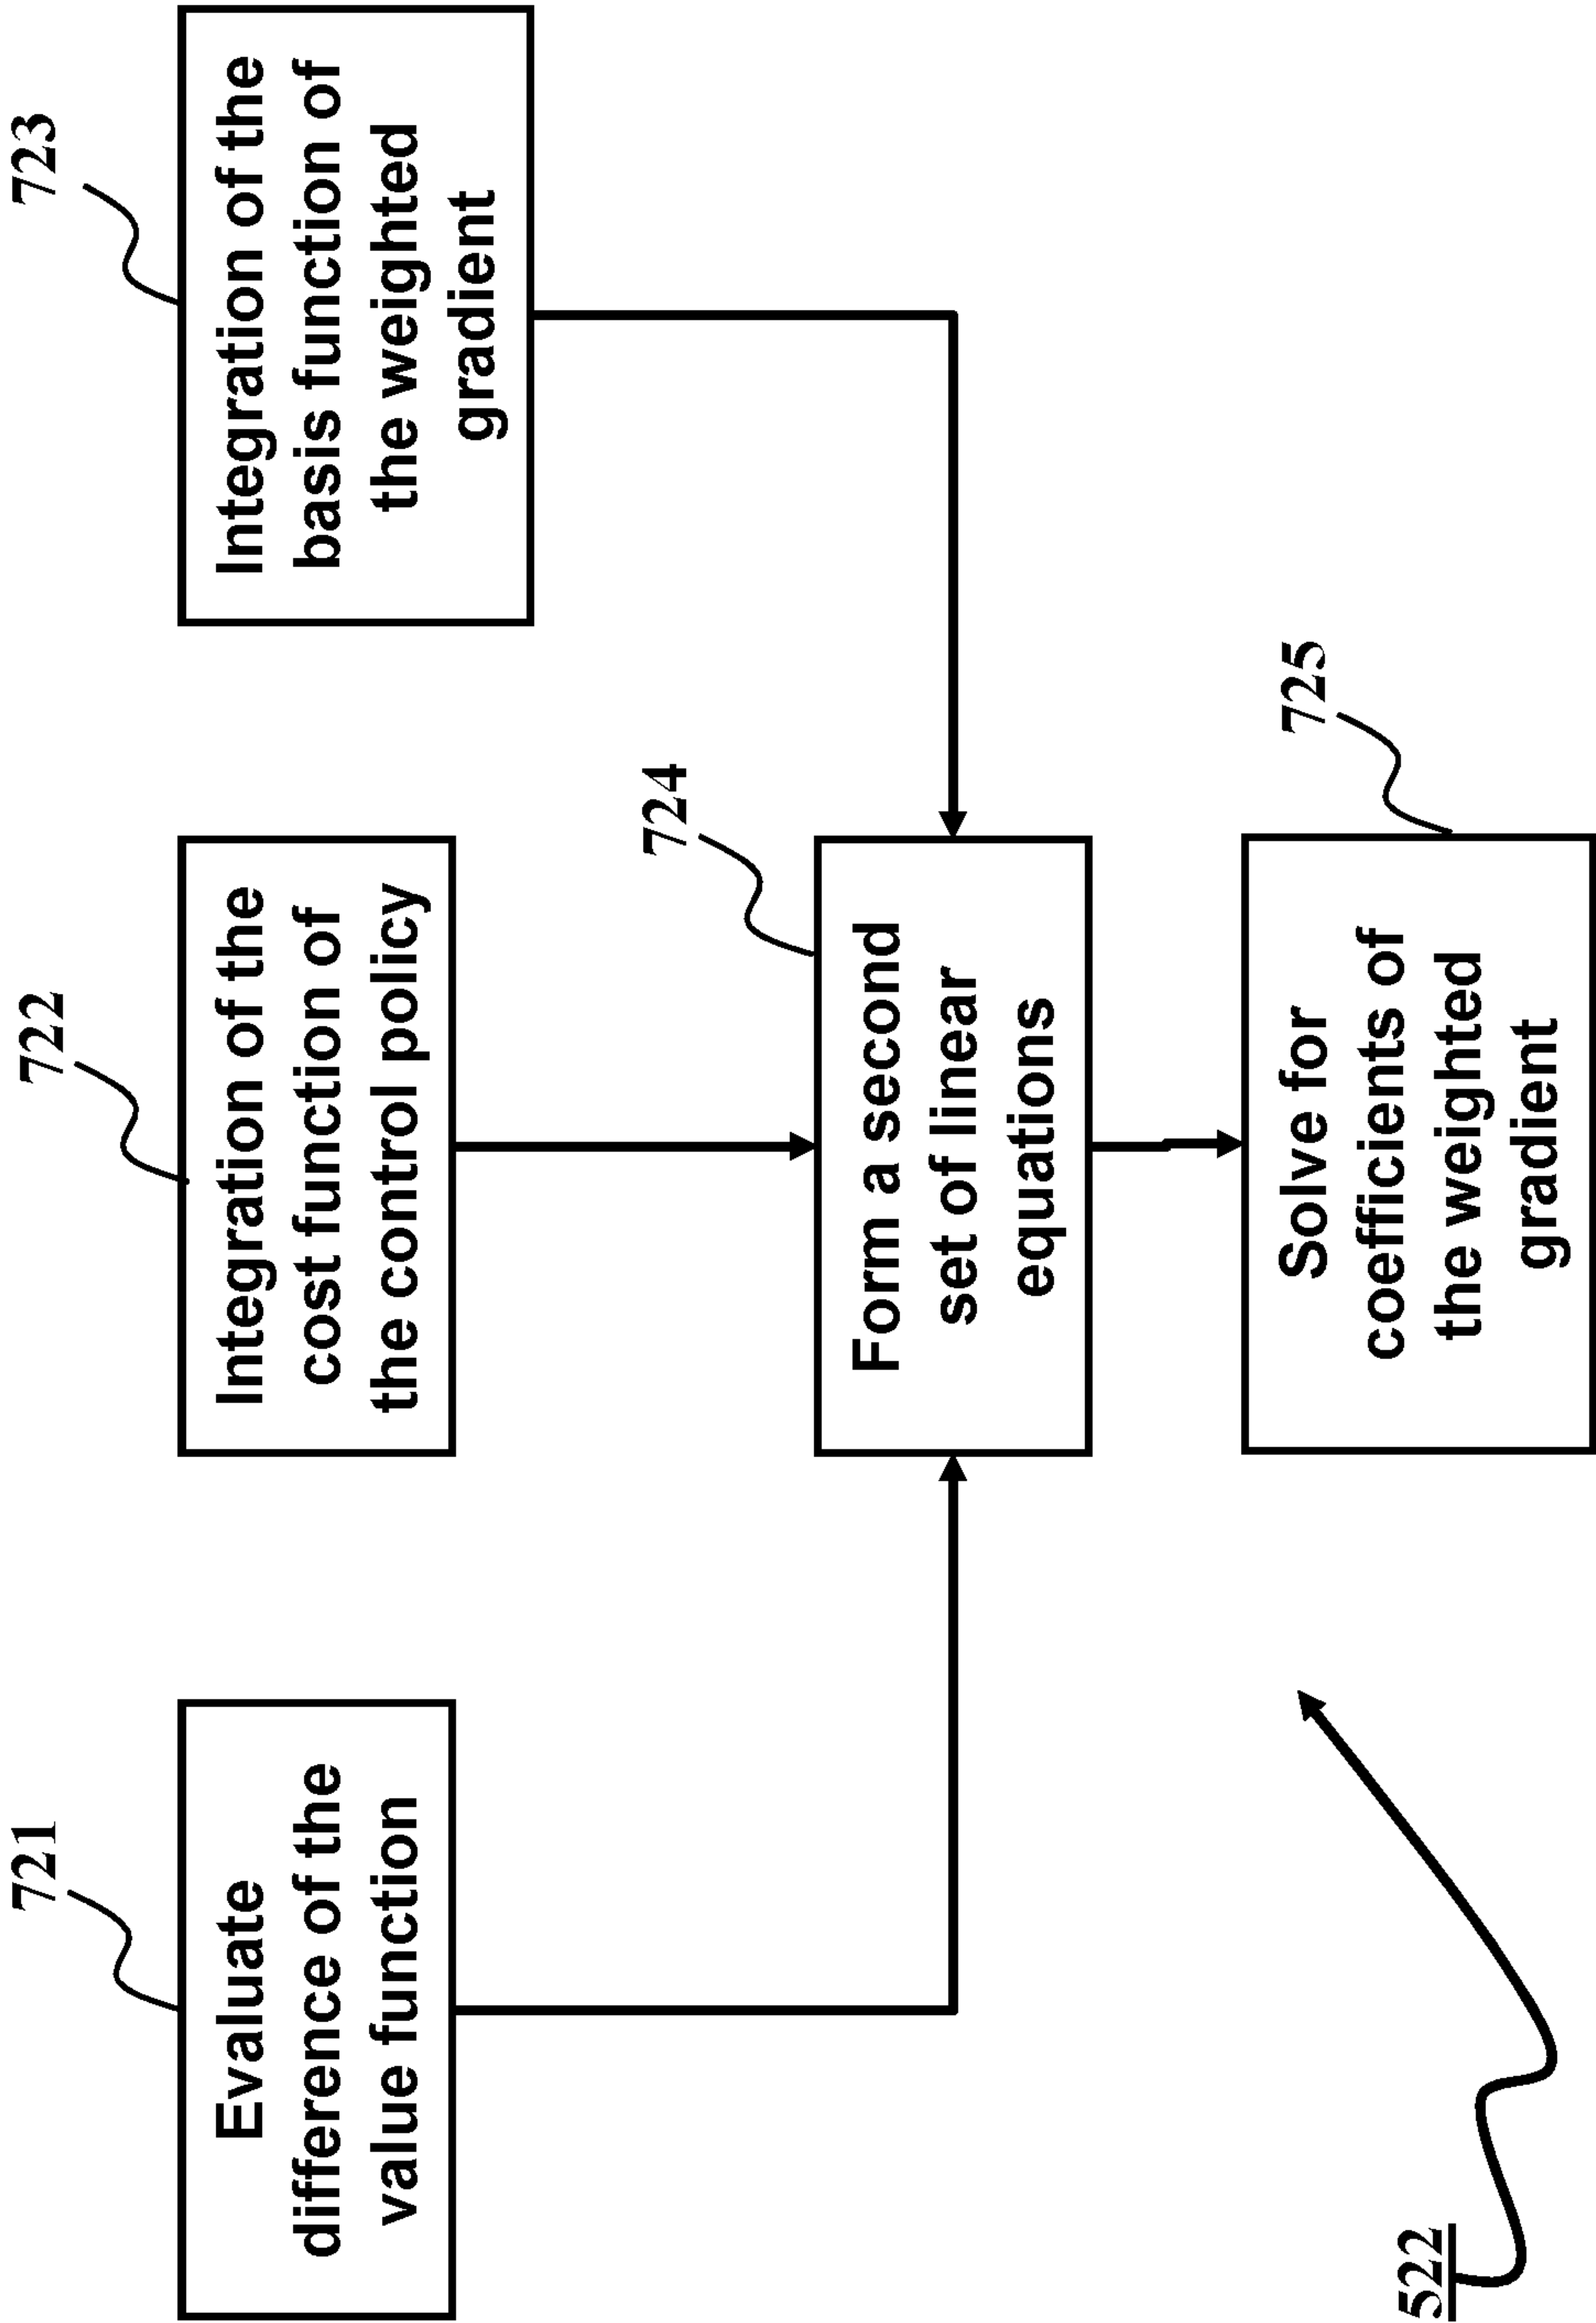 721
Evaluate
difference of the
value function
722
Integration of the
cost function of
the control policy
723
Integration of the
basis function of
the weighted
gradient
724
Form a second
set of linear
equations
725
Solve for
coefficients of
the weighted
gradient
522